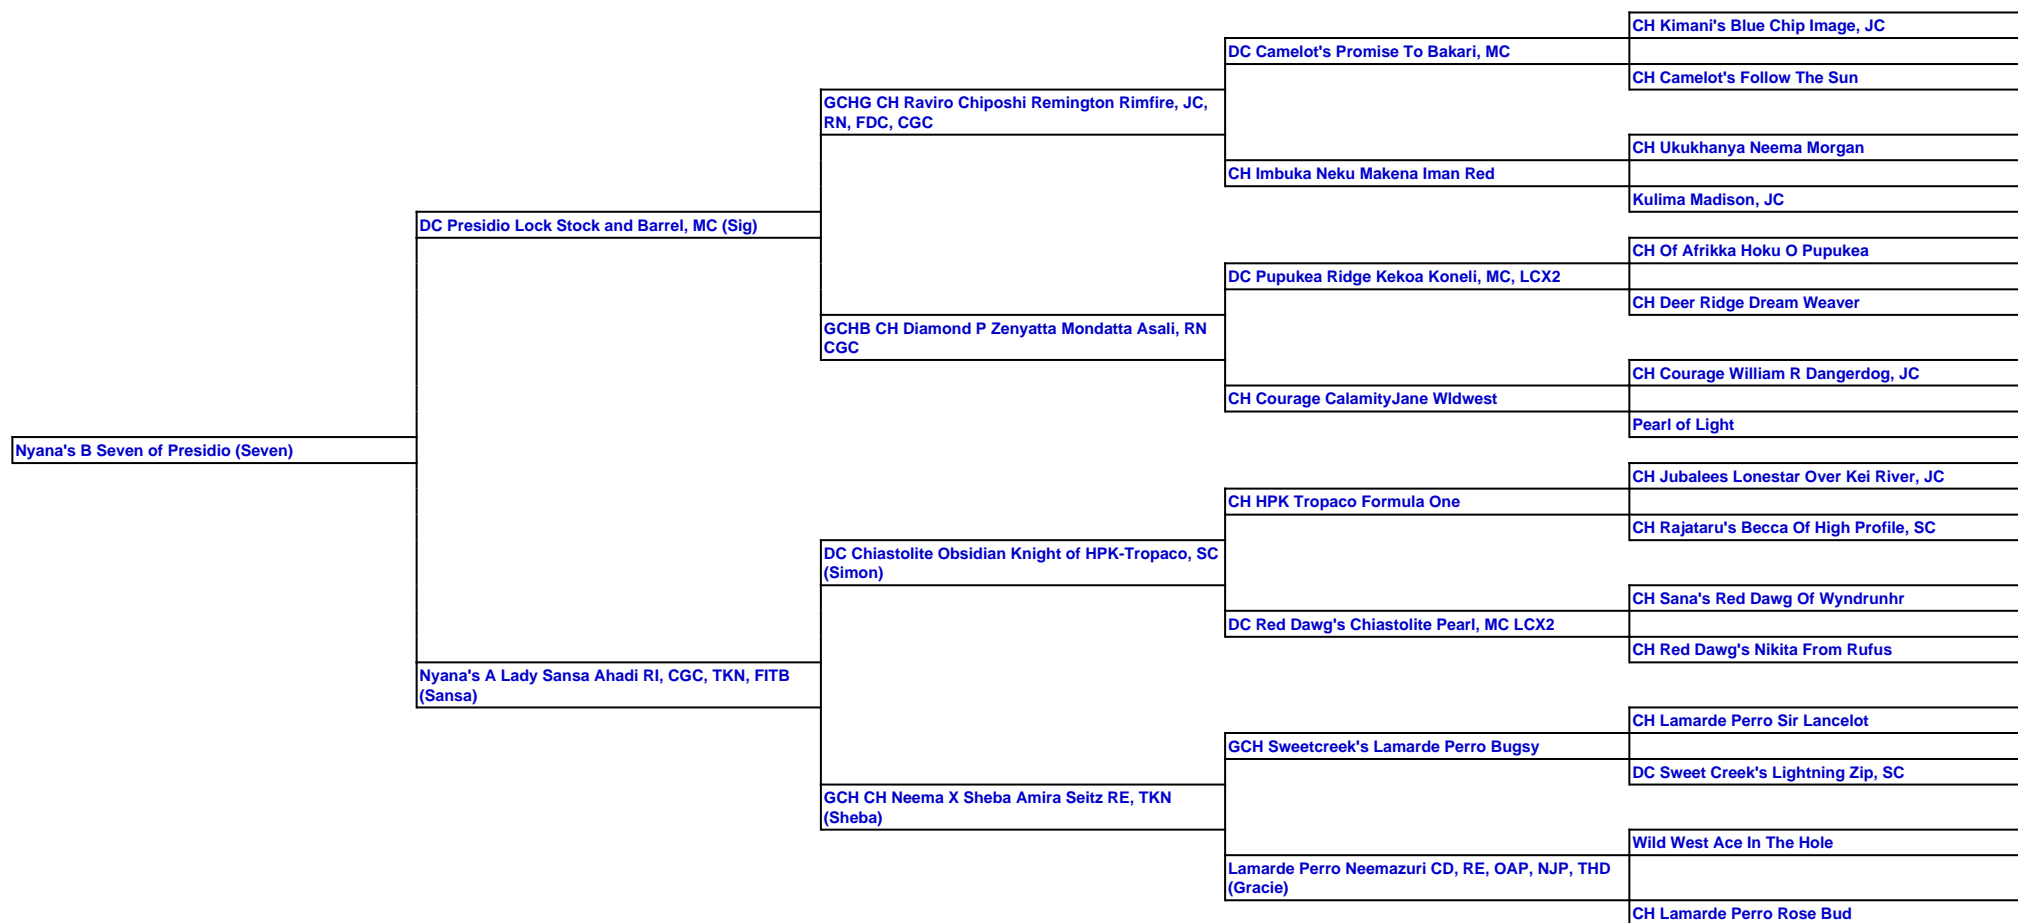 CH Kimani's Blue Chip Image, JC
DC Camelot's Promise To Bakari, MC
CH Camelot's Follow The Sun
GCHG CH Raviro Chiposhi Remington Rimfire, JC,
RN, FDC, CGC
CH Ukukhanya Neema Morgan
CH Imbuka Neku Makena Iman Red
Kulima Madison, JC
DC Presidio Lock Stock and Barrel, MC (Sig)
CH Of Afrikka Hoku O Pupukea
DC Pupukea Ridge Kekoa Koneli, MC, LCX2
CH Deer Ridge Dream Weaver
GCHB CH Diamond P Zenyatta Mondatta Asali, RN
CGC
CH Courage William R Dangerdog, JC
CH Courage CalamityJane Wldwest
Pearl of Light
Nyana's B Seven of Presidio (Seven)
CH Jubalees Lonestar Over Kei River, JC
CH HPK Tropaco Formula One
CH Rajataru's Becca Of High Profile, SC
DC Chiastolite Obsidian Knight of HPK-Tropaco, SC
(Simon)
CH Sana's Red Dawg Of Wyndrunhr
DC Red Dawg's Chiastolite Pearl, MC LCX2
CH Red Dawg's Nikita From Rufus
Nyana's A Lady Sansa Ahadi RI, CGC, TKN, FITB
(Sansa)
CH Lamarde Perro Sir Lancelot
GCH Sweetcreek's Lamarde Perro Bugsy
DC Sweet Creek's Lightning Zip, SC
GCH CH Neema X Sheba Amira Seitz RE, TKN
(Sheba)
Wild West Ace In The Hole
Lamarde Perro Neemazuri CD, RE, OAP, NJP, THD
(Gracie)
CH Lamarde Perro Rose Bud